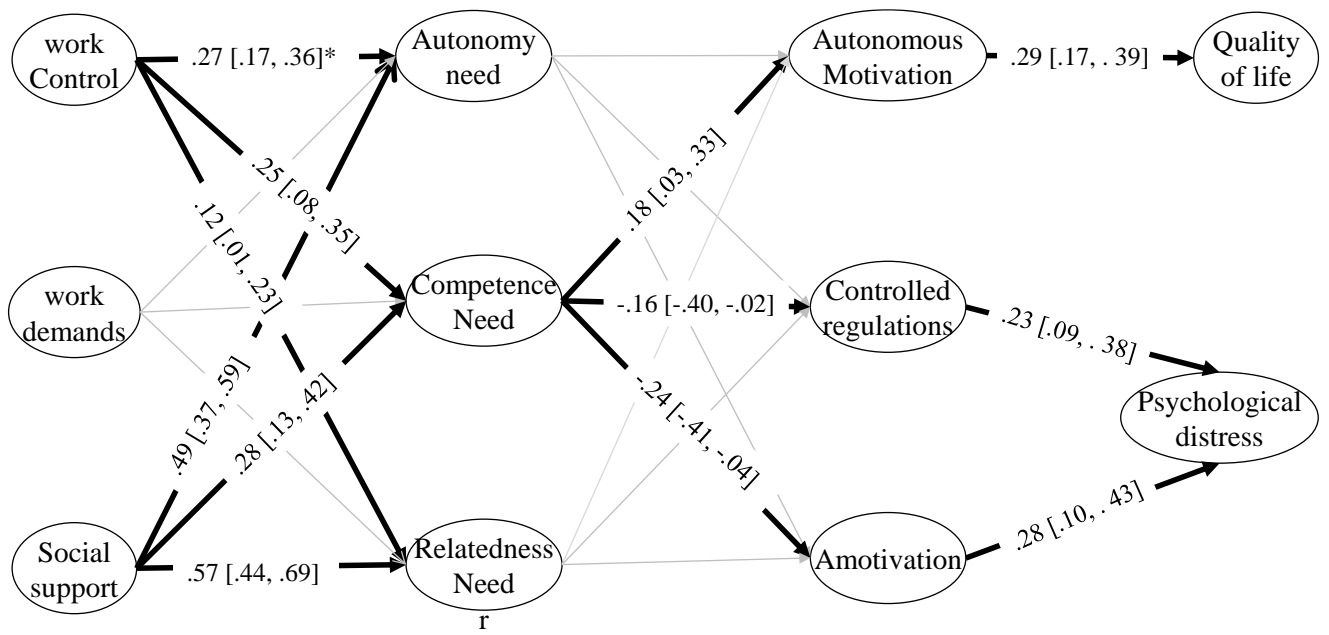 work
Control
.27 [.17, .36]*
Autonomy
need
Autonomous
Motivation
.29 [.17, . 39]
Quality
of life
.25 [.08, .35]
.12 [.01, .23]
.18 [.03, .33]
work
demands
Competence
Need
-.16 [-.40, -.02]
Controlled
regulations
.23 [.09, . 38]
.49 [.37, .59]
.28 [.13, .42]
-.24 [-.41, -.04]
Psychological
distress
Social
support
.57 [.44, .69]
Relatedness
Need
r
Amotivation
.28 [.10, . 43]